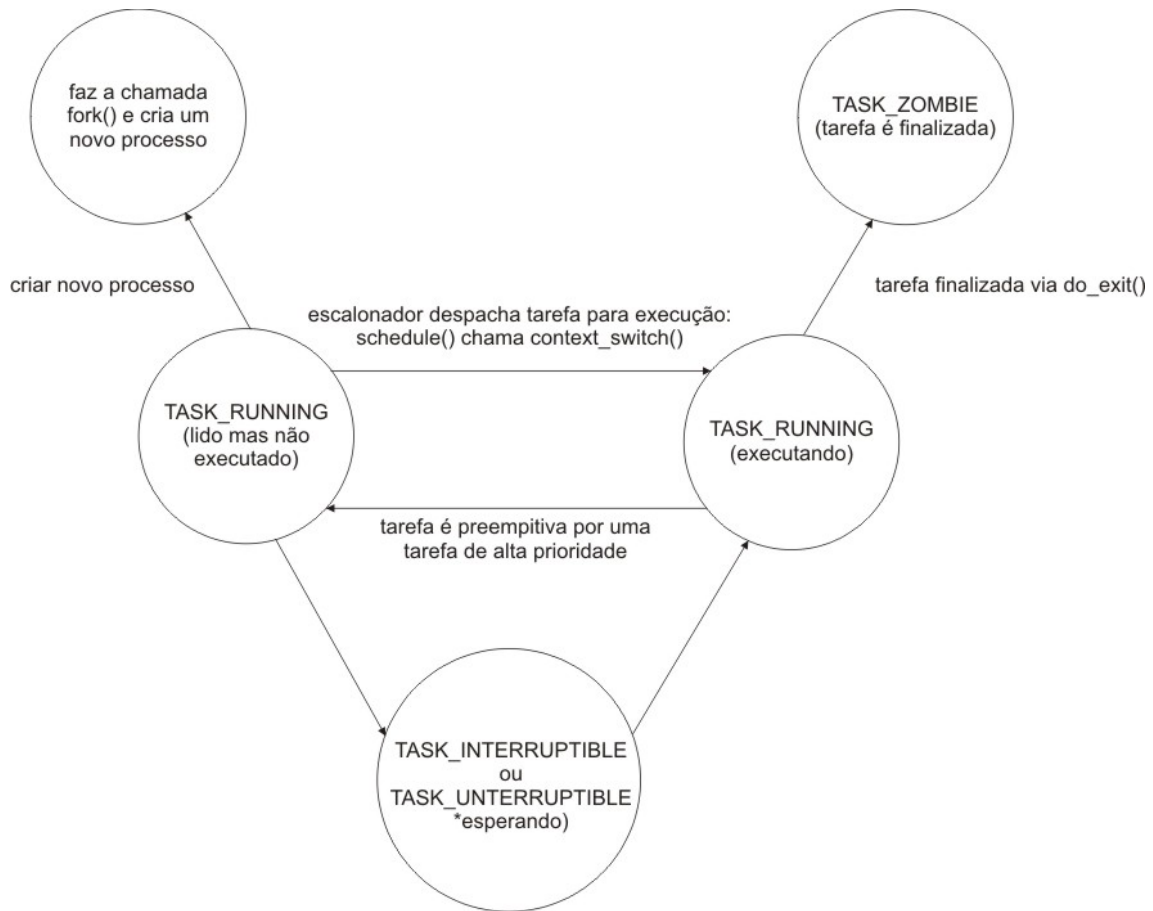 faz a chamada
fork() e cria um
novo processo
TASK_ZOMBIE
(tarefa é finalizada)
criar novo processo
tarefa finalizada via do_exit()
escalonador despacha tarefa para execução:
schedule() chama context_switch()
TASK_RUNNING
(lido mas não
executado)
TASK_RUNNING
(executando)
tarefa é preempitiva por uma
tarefa de alta prioridade
TASK_INTERRUPTIBLE
ou
TASK_UNTERRUPTIBLE
*esperando)